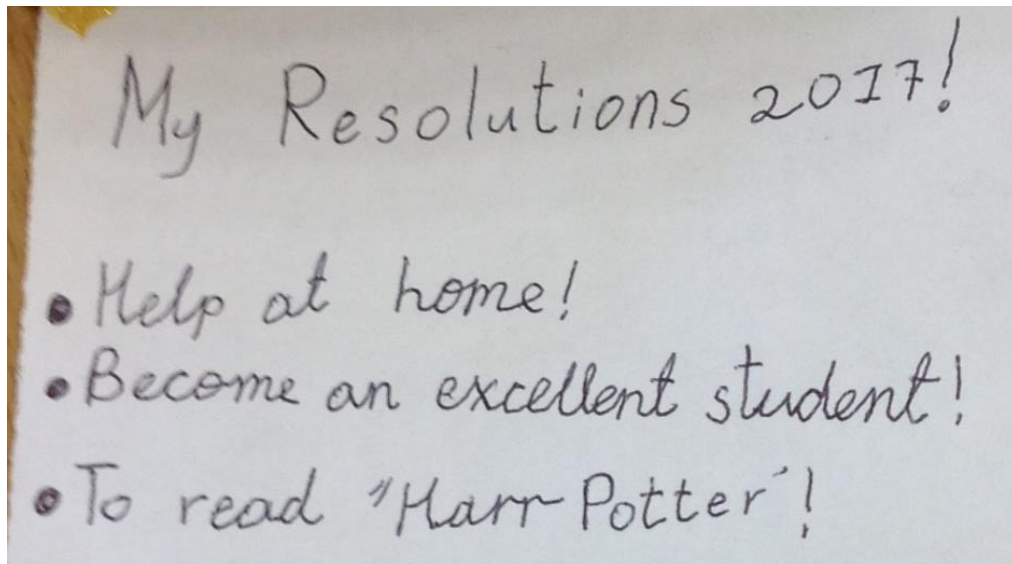 My Resolutions 2017!
• Help at home!
• Become an excellent student!
• To read "Harr Potter"!